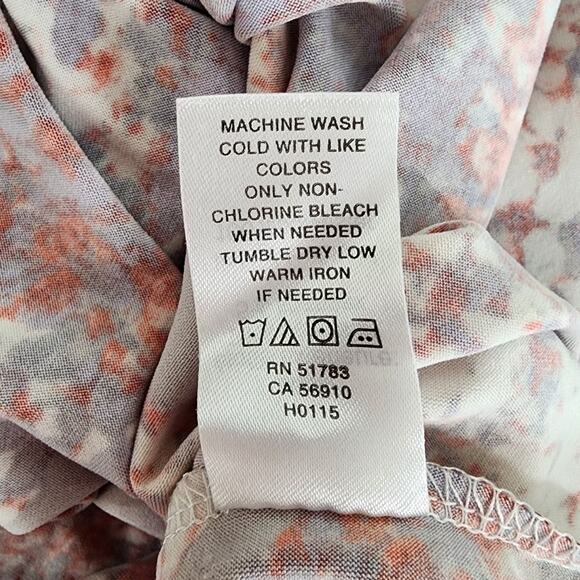 MACHINE WASH
COLD WITH LIKE
COLORS
ONLY NON-
CHLORINE BLEACH
WHEN NEEDED
TUMBLE DRY LOW
WARM IRON
IF NEEDED
RN 51783
CA 56910
H0115